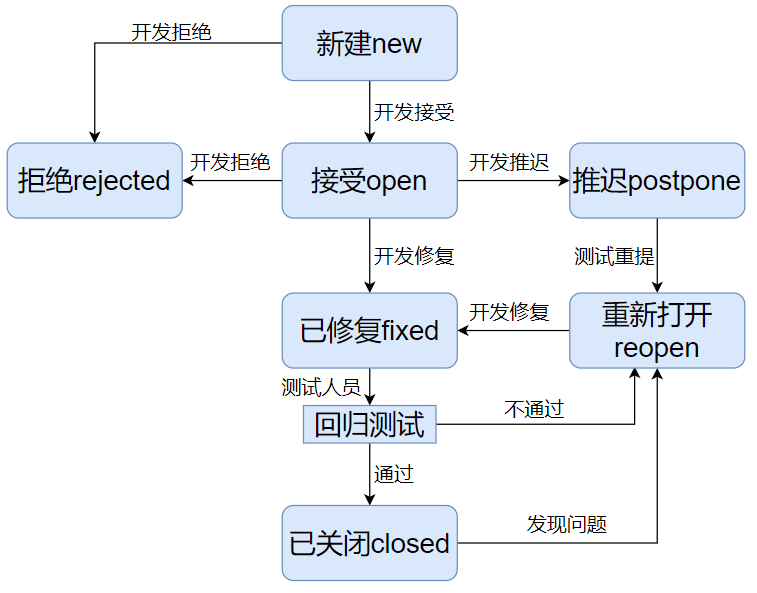 开发拒绝
新建new
开发接受
拒绝rejected
开发拒绝
接受open
开发推迟
推迟postpone
开发修复
测试重提
已修复fixed
开发修复
重新打开
reopen
测试人员
回归测试
不通过
通过
已关闭closed
发现问题